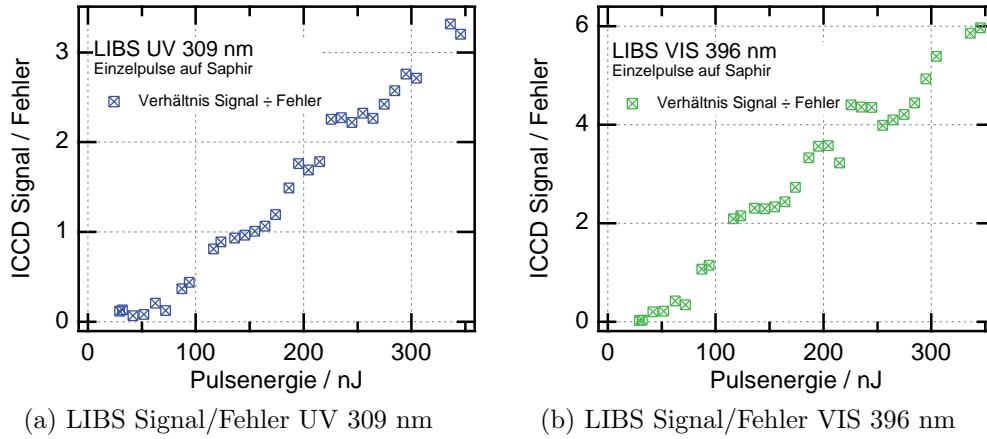 ICCD Signal / Fehler
3
2
1
0
LIBS UV 309 nm
Einzelpulse auf Saphir
Verhältnis Signal ÷ Fehler
0
100
200
300
Pulsenergie / nJ
(a) LIBS Signal/Fehler UV 309 nm
ICCD Signal / Fehler
6
4
2
0
LIBS VIS 396 nm
Einzelpulse auf Saphir
Verhältnis Signal ÷ Fehler
0
100
200
300
Pulsenergie / nJ
(b) LIBS Signal/Fehler VIS 396 nm